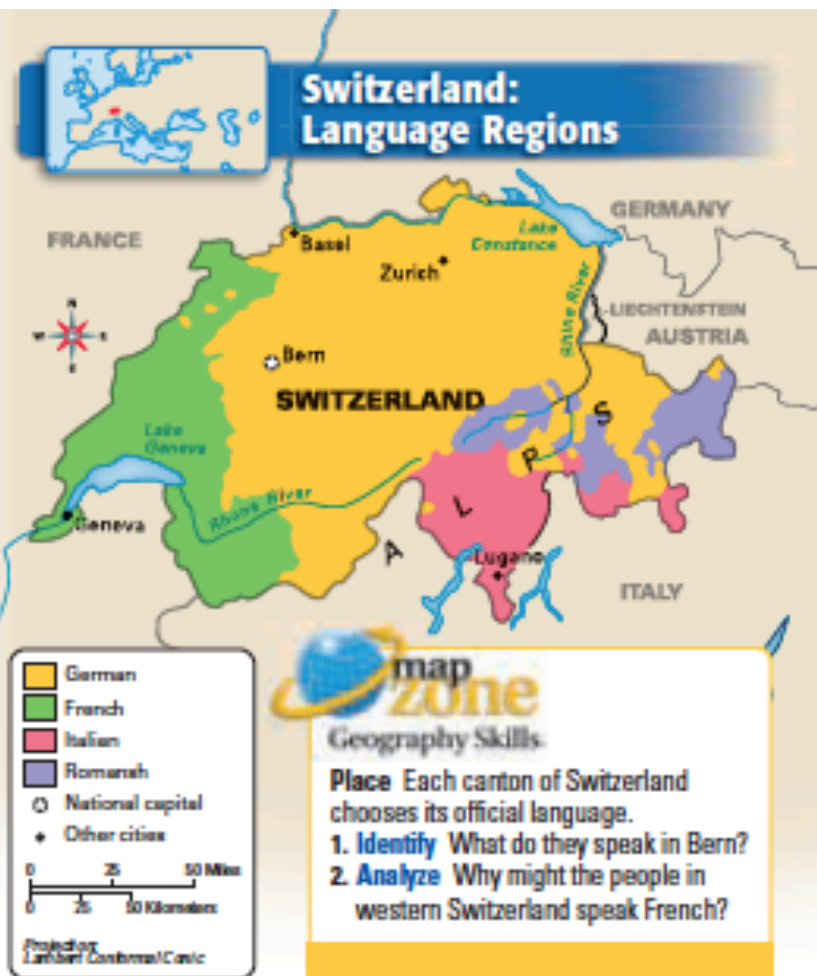 Switzerland:
Language Regions
GERMANY
FRANCE
Basel
Lake
Constance
Zurich
Rhine River
LIECHTENSTEIN
AUSTRIA
N
W
E
S
Bern
SWITZERLAND
Lake
Geneva
Rhône River
Geneva
A
L
P
S
Lugano
ITALY
German
French
Italian
Romansh
National capital
Other cities
0 25 50 Miles
0 25 50 Kilometers
Projection:
Lambert Conformal Conic
map
zone
Geography Skills
Place Each canton of Switzerland
chooses its official language.
1. Identify What do they speak in Bern?
2. Analyze Why might the people in
western Switzerland speak French?